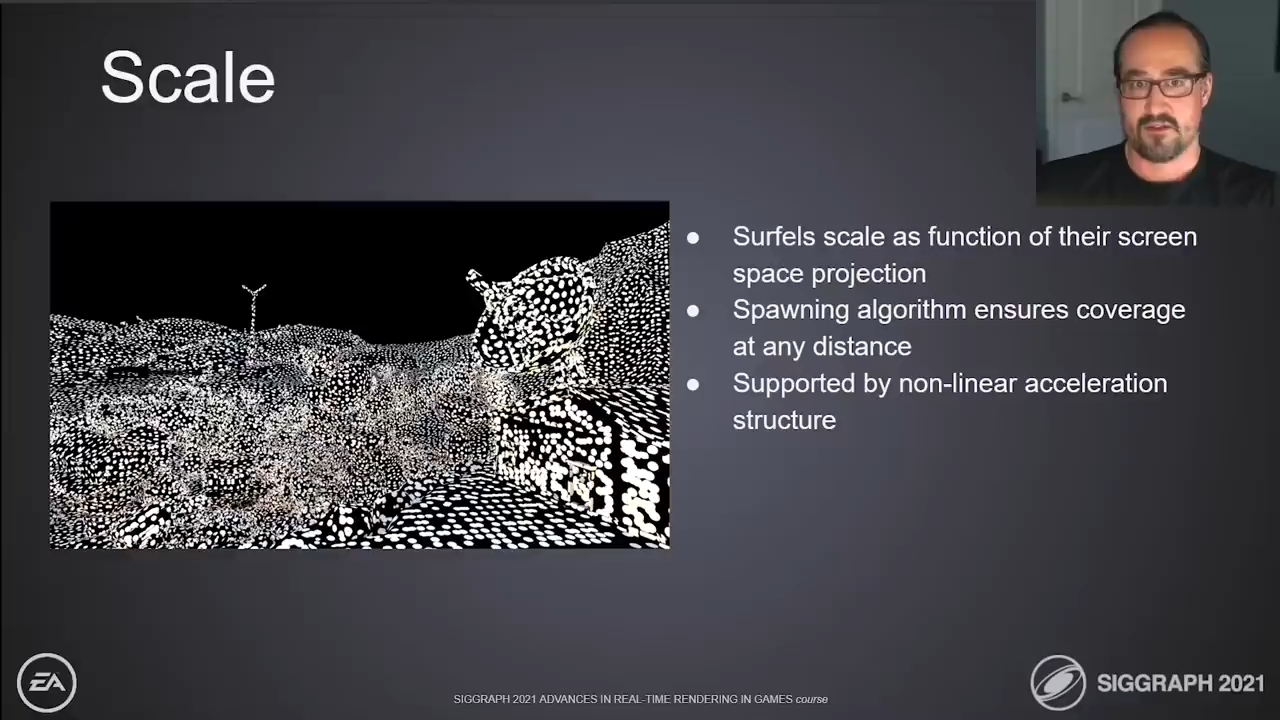 Scale
● Surfels scale as function of their screen
space projection
● Spawning algorithm ensures coverage
at any distance
● Supported by non-linear acceleration
structure
EA
SIGGRAPH 2021 ADVANCES IN REAL-TIME RENDERING IN GAMES course
SIGGRAPH 2021